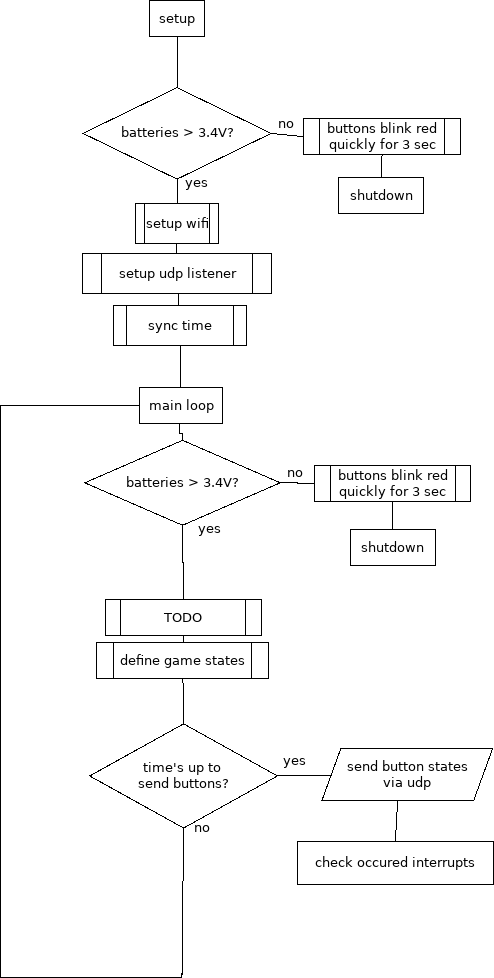 setup
batteries > 3.4V?
no
buttons blink red
quickly for 3 sec
shutdown
yes
setup wifi
setup udp listener
sync time
main loop
batteries > 3.4V?
no
buttons blink red
quickly for 3 sec
shutdown
yes
TODO
define game states
time's up to
send buttons?
yes
send button states
via udp
no
check occured interrupts